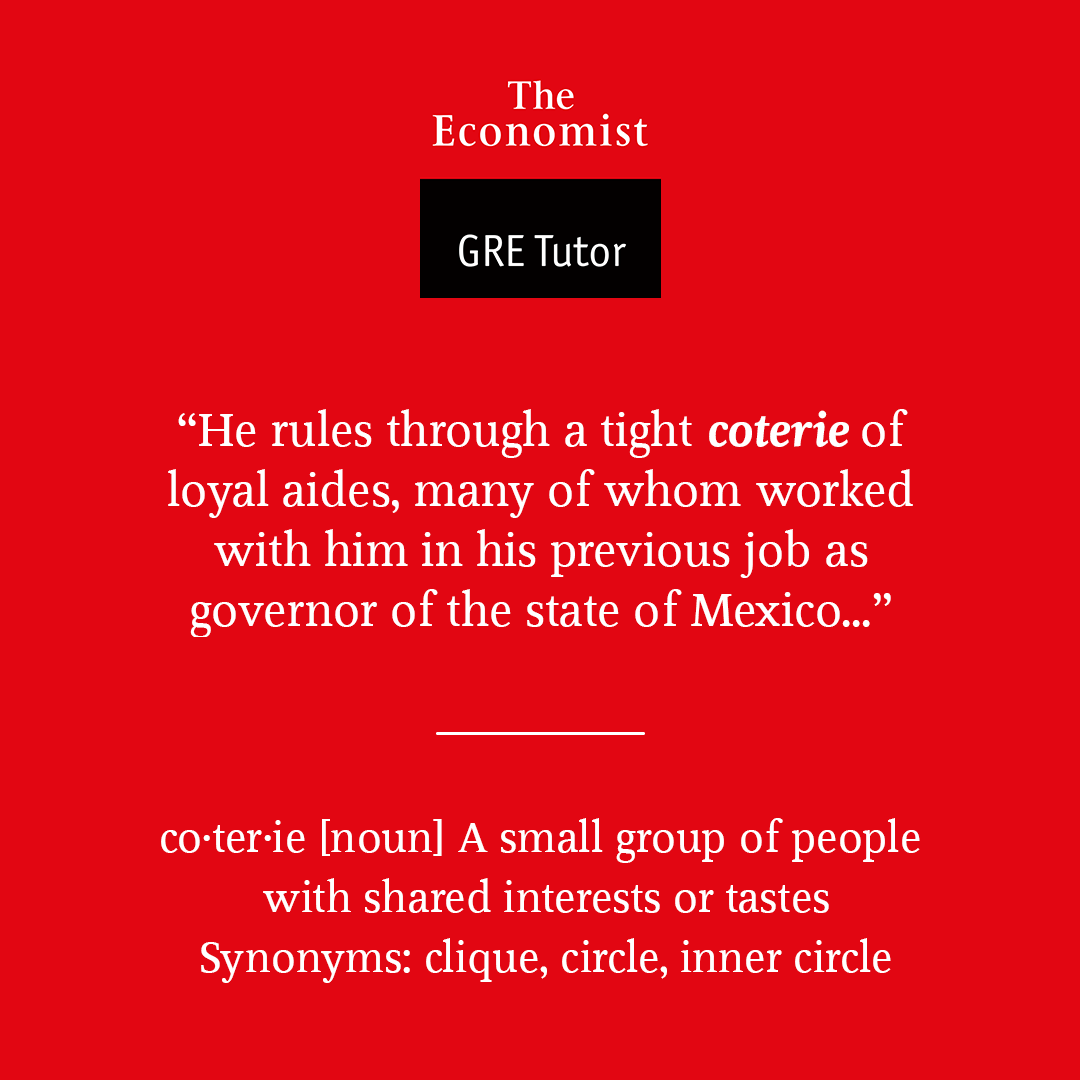 The
Economist
GRE Tutor
“He rules through a tight coterie of
loyal aides, many of whom worked
with him in his previous job as
governor of the state of Mexico...”
co·ter·ie [noun] A small group of people
with shared interests or tastes
Synonyms: clique, circle, inner circle